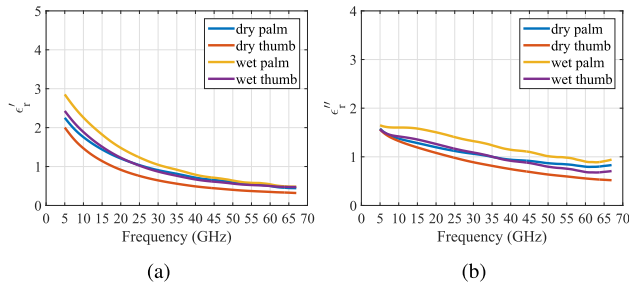 5
4
3
2
1
0
ϵ′r
dry palm
dry thumb
wet palm
wet thumb
0 5 10 15 20 25 30 35 40 45 50 55 60 65 70
Frequency (GHz)
(a)
4
3
2
1
0
ϵ″r
dry palm
dry thumb
wet palm
wet thumb
0 5 10 15 20 25 30 35 40 45 50 55 60 65 70
Frequency (GHz)
(b)